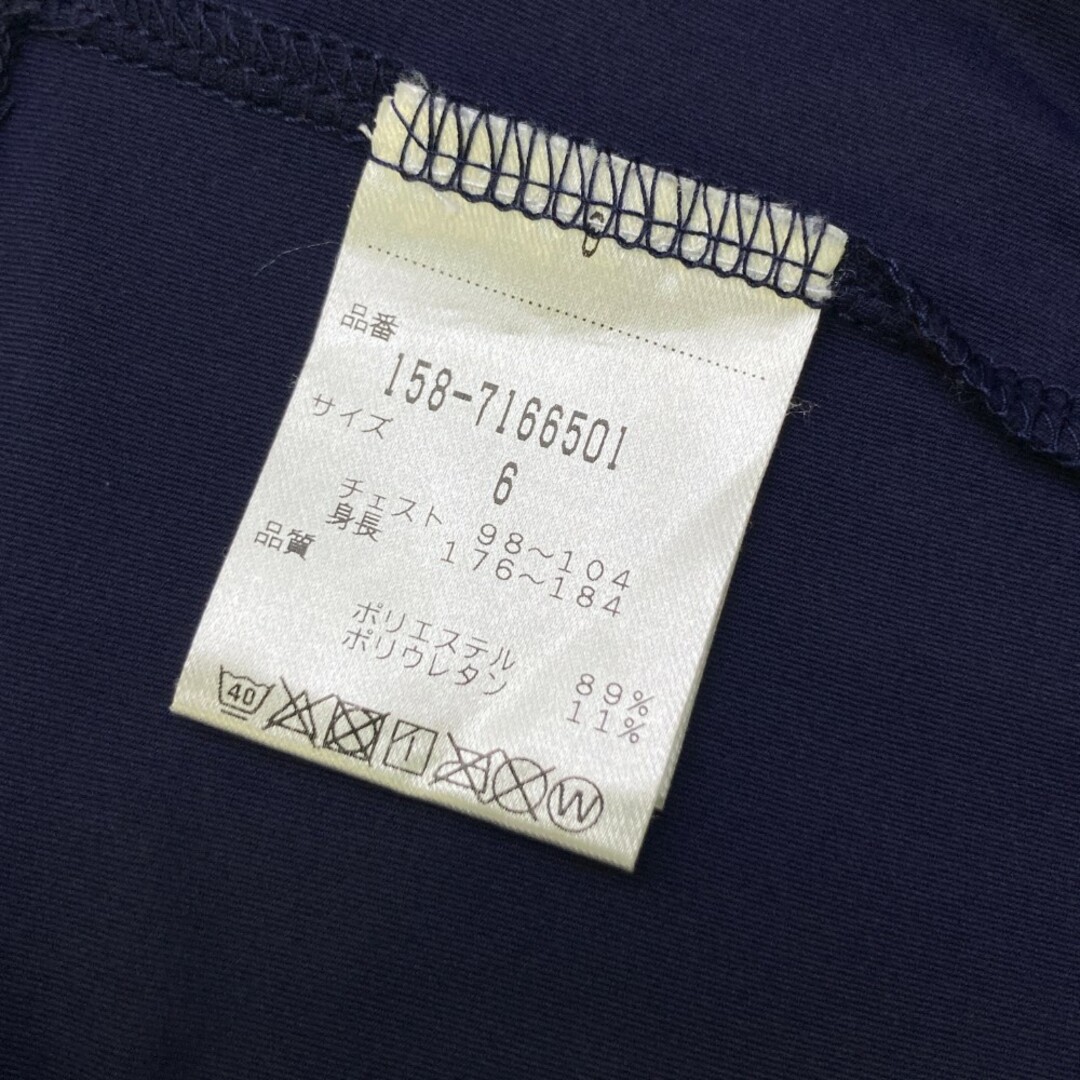 品番
158-7166501
サイズ
6
チェスト 98～104
身長 176～184
品質
ポリエステル 89%
ポリウレタン 11%
40
W